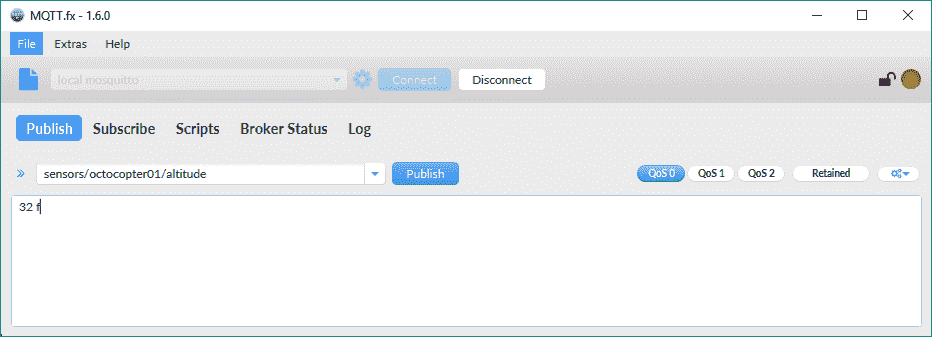 MQTT.fx - 1.6.0
File Extras Help
local mosquitto Connect Disconnect
Publish Subscribe Scripts Broker Status Log
sensors/octocopter01/altitude Publish QoS 0 QoS 1 QoS 2 Retained
32 f